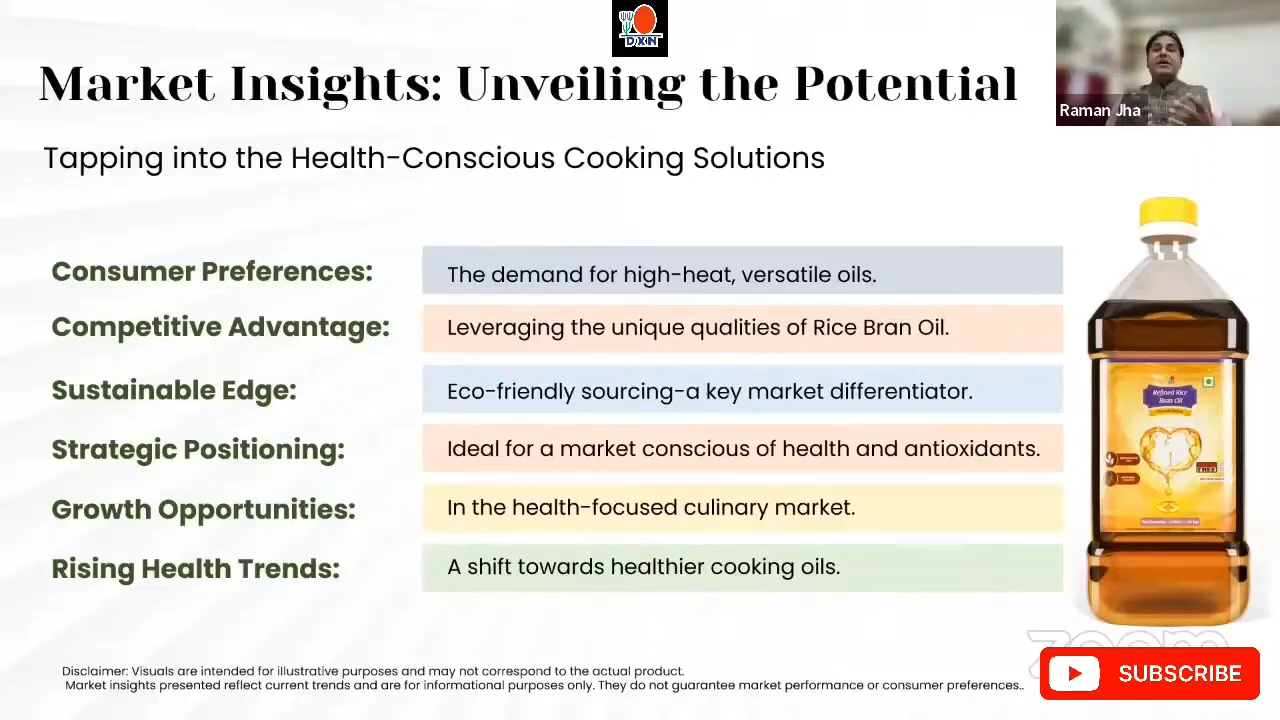 DXN
Market Insights: Unveiling the Potential
Raman Jha
Tapping into the Health-Conscious Cooking Solutions
Consumer Preferences: The demand for high-heat, versatile oils.
Competitive Advantage: Leveraging the unique qualities of Rice Bran Oil.
Sustainable Edge: Eco-friendly sourcing-a key market differentiator.
Strategic Positioning: Ideal for a market conscious of health and antioxidants.
Growth Opportunities: In the health-focused culinary market.
Rising Health Trends: A shift towards healthier cooking oils.
Refined Rice
Bran Oil
zoom
SUBSCRIBE
Disclaimer: Visuals are intended for illustrative purposes and may not correspond to the actual product.
Market insights presented reflect current trends and are for informational purposes only. They do not guarantee market performance or consumer preferences..